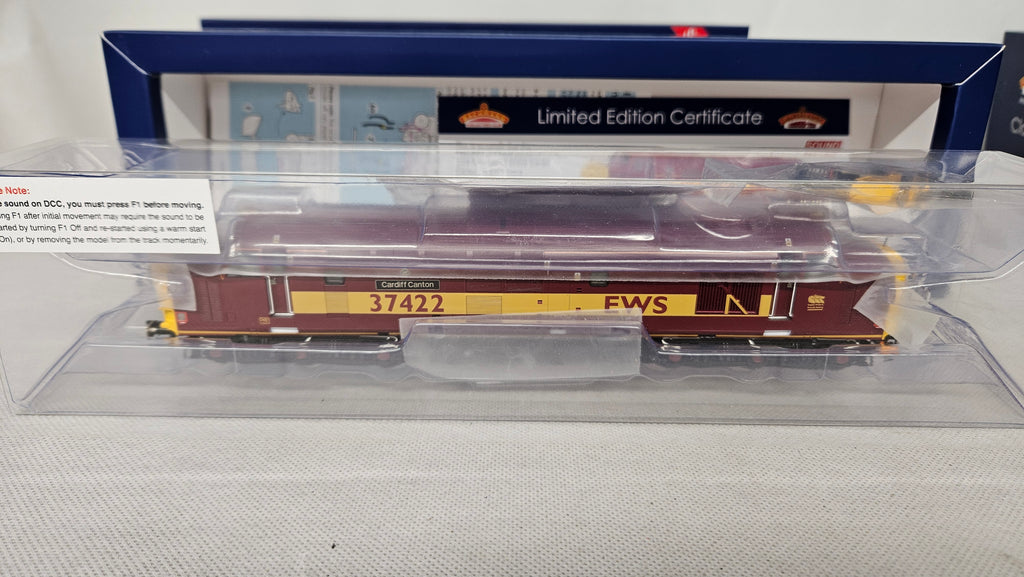 Limited Edition Certificate
SOUND
e Note:
e sound on DCC, you must press F1 before moving.
ng F1 after initial movement may require the sound to be
arted by turning F1 Off and re-started using a warm start
On), or by removing the model from the track momentarily.
Cardiff Canton
37422
EWS